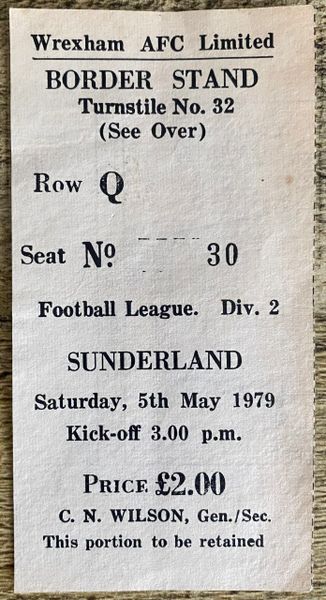 Wrexham AFC Limited
BORDER STAND
Turnstile No. 32
(See Over)
Row Q
Seat Nº 30
Football League. Div. 2
SUNDERLAND
Saturday, 5th May 1979
Kick-off 3.00 p.m.
PRICE £2.00
C. N. WILSON, Gen./Sec.
This portion to be retained